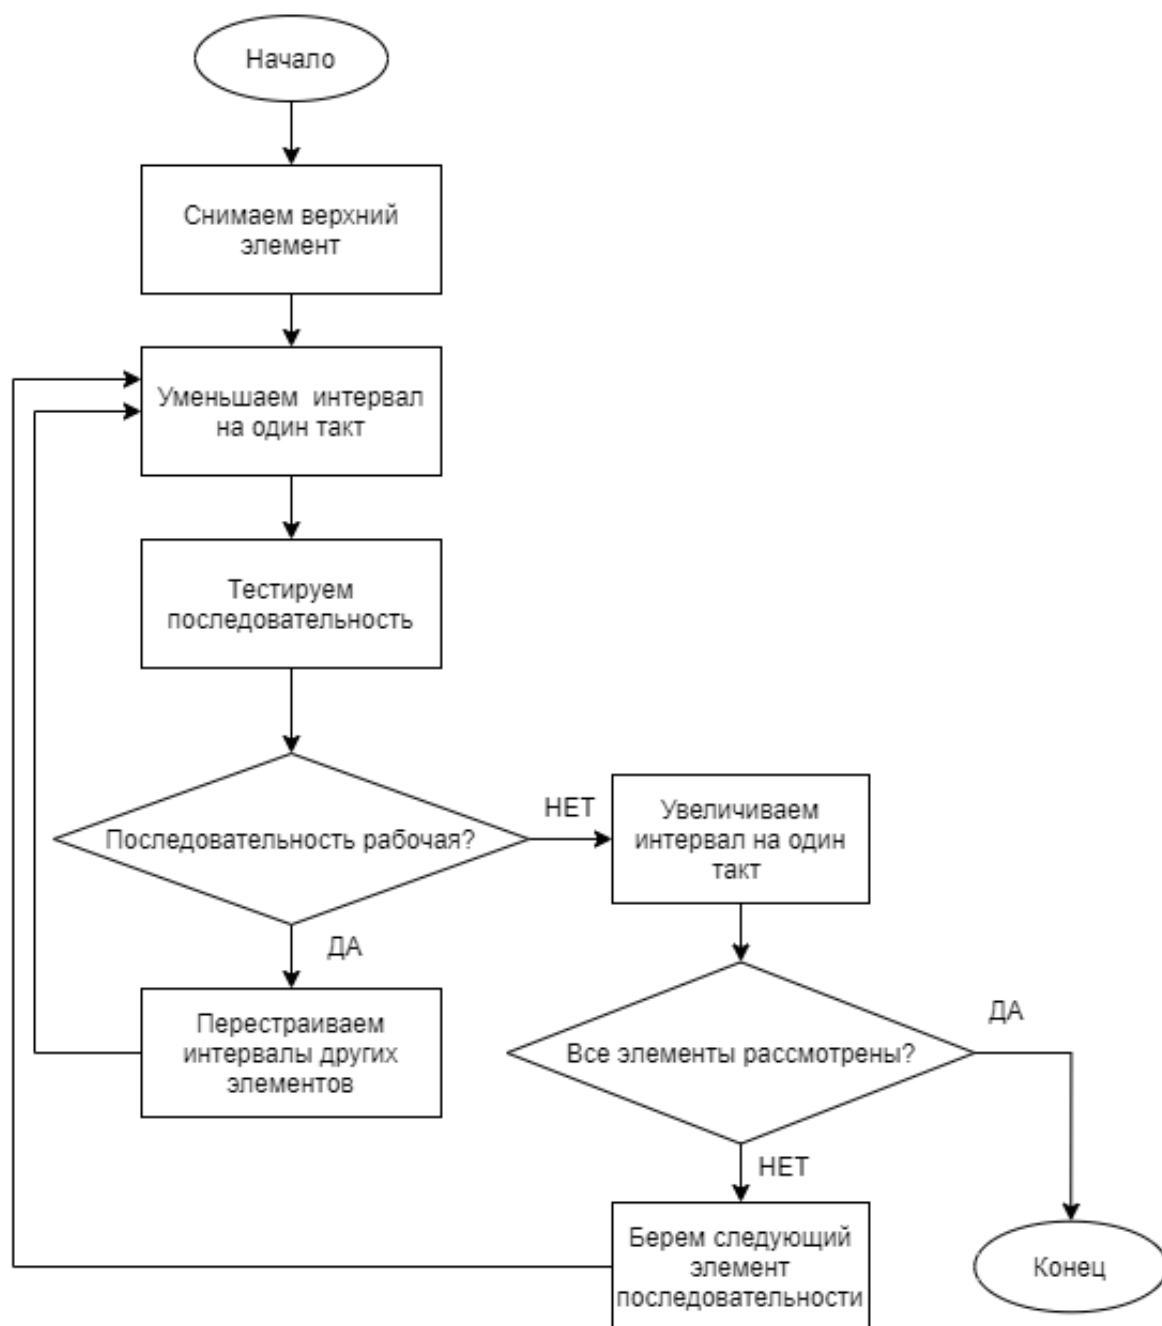 Начало
Снимаем верхний
элемент
Уменьшаем интервал
на один такт
Тестируем
последовательность
Последовательность рабочая?
НЕТ
Увеличиваем
интервал на один
такт
ДА
Перестраиваем
интервалы других
элементов
Все элементы рассмотрены?
ДА
НЕТ
Берем следующий
элемент
последовательности
Конец